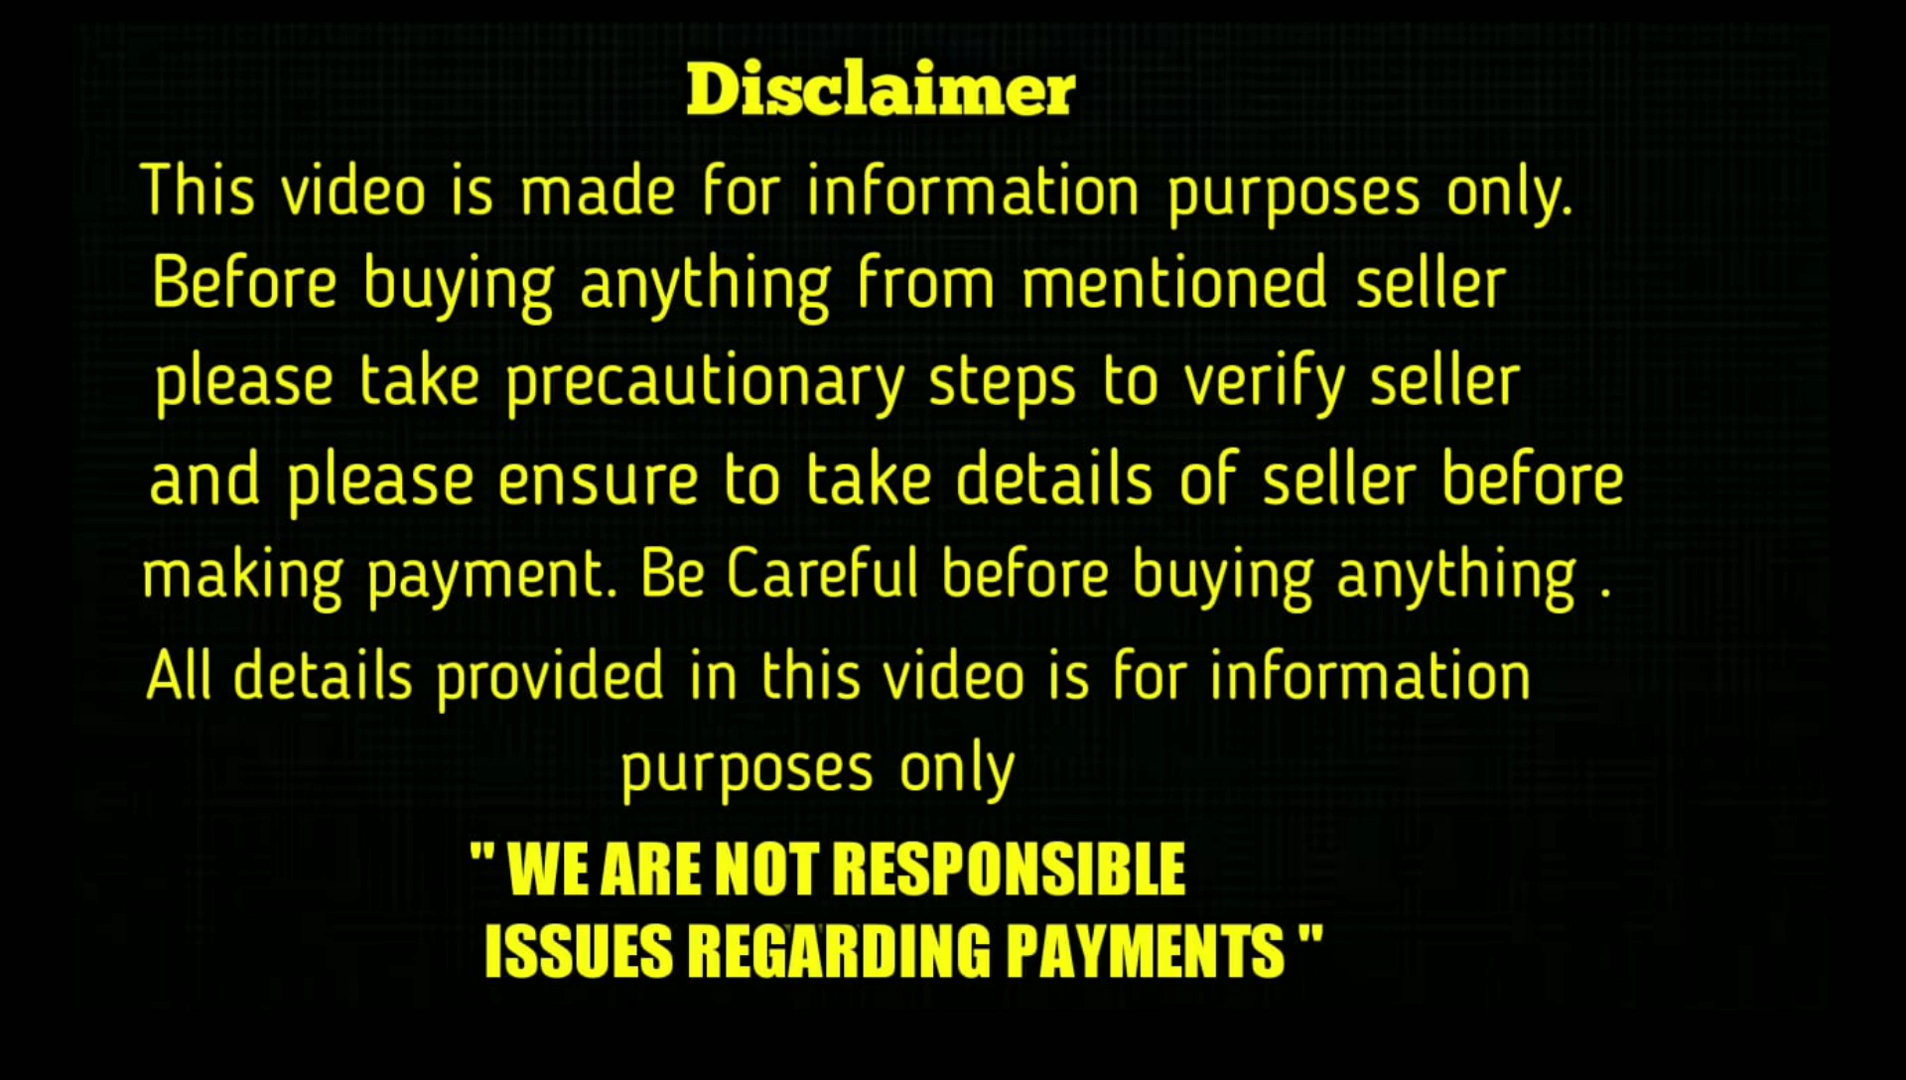 Disclaimer
This video is made for information purposes only.
Before buying anything from mentioned seller
please take precautionary steps to verify seller
and please ensure to take details of seller before
making payment. Be Careful before buying anything .
All details provided in this video is for information
purposes only
" WE ARE NOT RESPONSIBLE
ISSUES REGARDING PAYMENTS "